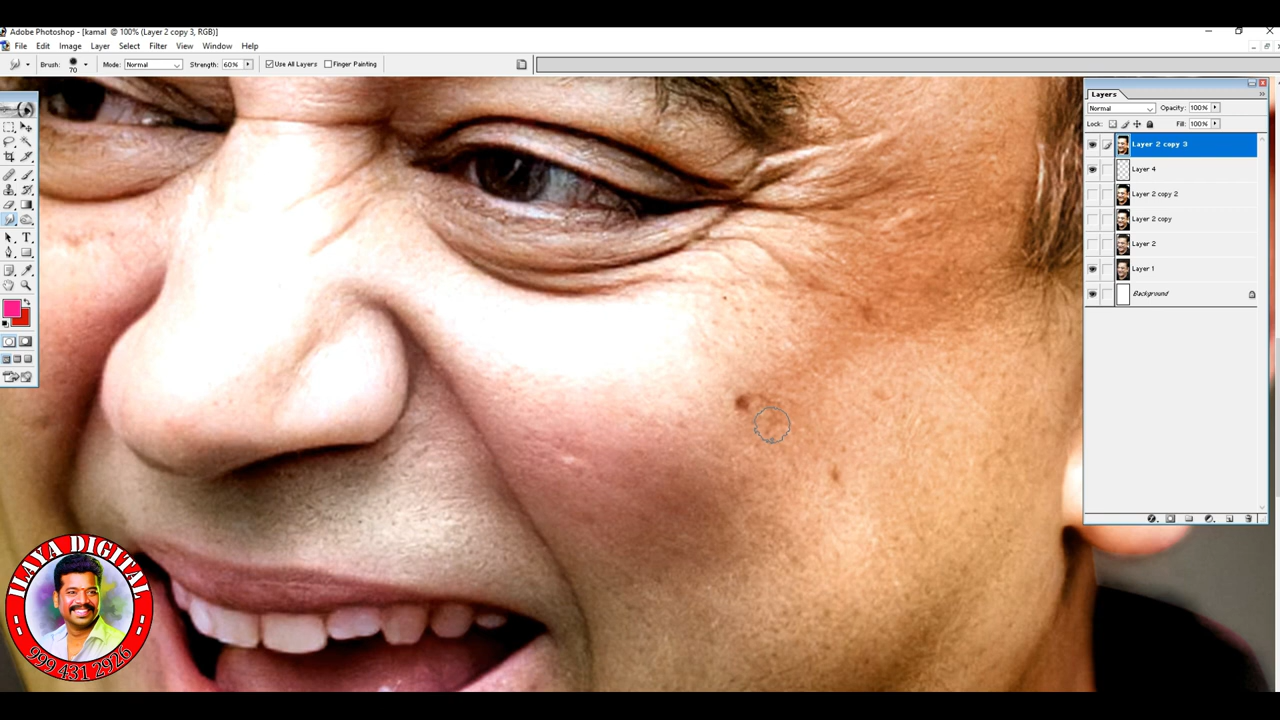 Adobe Photoshop - [kamal @ 100% (Layer 2 copy 3, RGB)]
File Edit Image Layer Select Filter View Window Help
Brush: 70 Mode: Normal Strength: 60% Use All Layers Finger Painting
Layers
Normal Opacity: 100%
Lock: Fill: 100%
Layer 2 copy 3
Layer 4
Layer 2 copy 2
Layer 2 copy
Layer 2
Layer 1
Background
ILAYA DIGITAL
999 431 2926